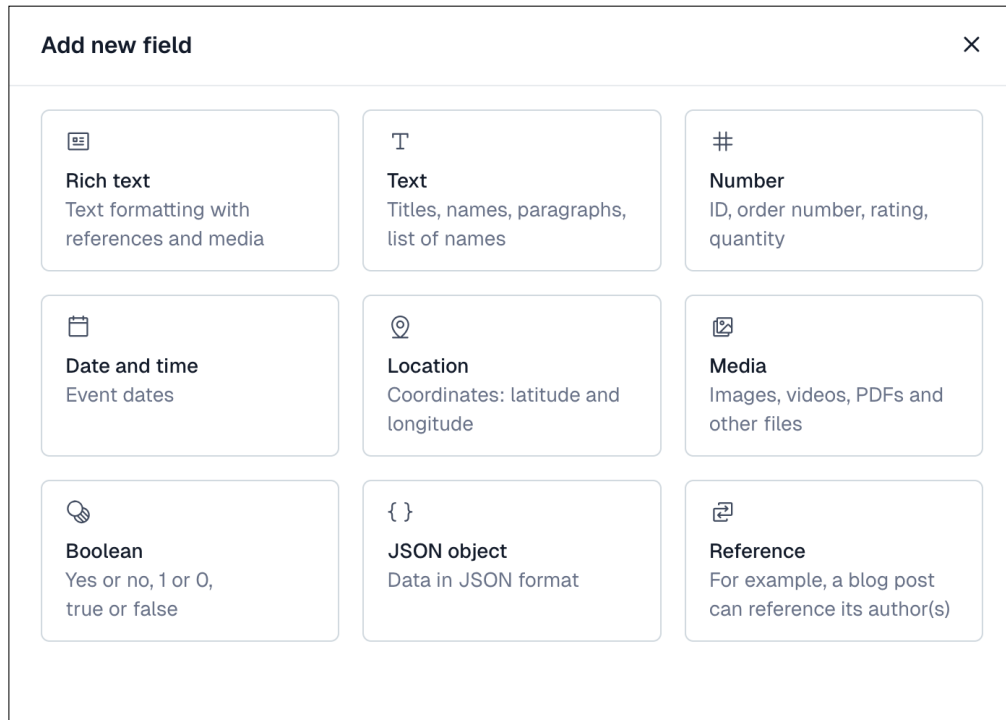 Add new field
Rich text
Text formatting with
references and media
Text
Titles, names, paragraphs,
list of names
Number
ID, order number, rating,
quantity
Date and time
Event dates
Location
Coordinates: latitude and
longitude
Media
Images, videos, PDFs and
other files
Boolean
Yes or no, 1 or 0,
true or false
JSON object
Data in JSON format
Reference
For example, a blog post
can reference its author(s)